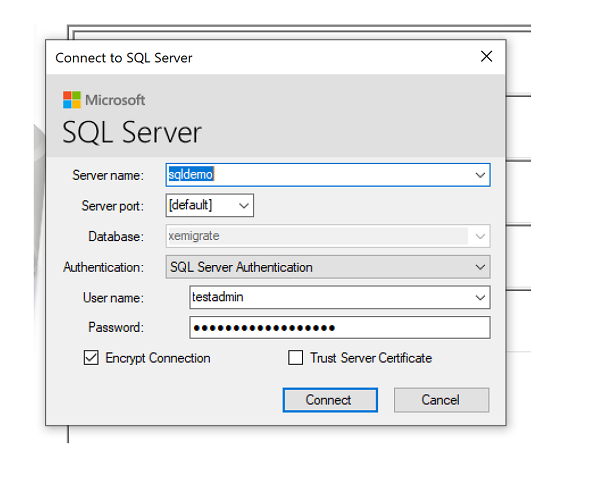 Connect to SQL Server
Microsoft
SQL Server
Server name: sqldemo
Server port: [default]
Database: xemigrate
Authentication: SQL Server Authentication
User name: testadmin
Password: ●●●●●●●●●●●●●●●●●●
Encrypt Connection Trust Server Certificate
Connect Cancel